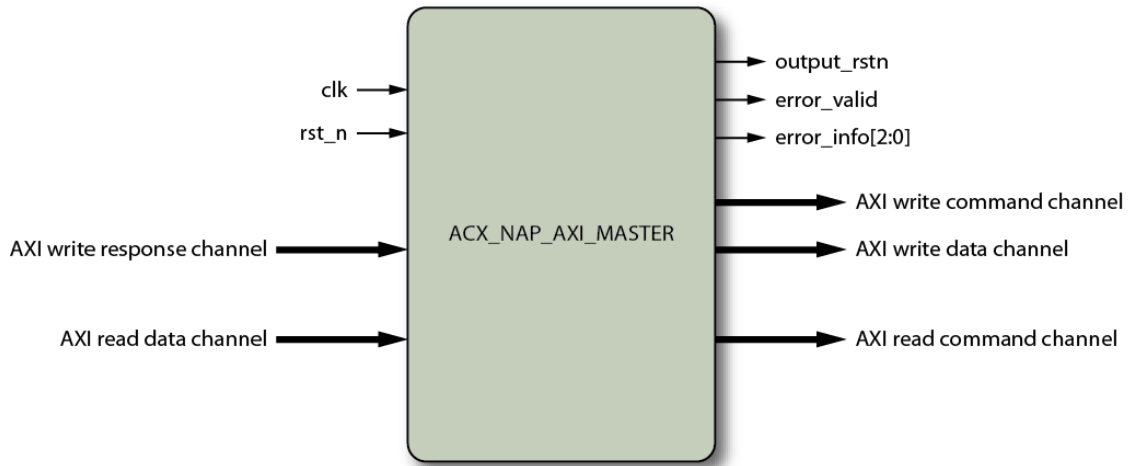 clk
rst_n
AXI write response channel
AXI read data channel
ACX_NAP_AXI_MASTER
output_rstn
error_valid
error_info[2:0]
AXI write command channel
AXI write data channel
AXI read command channel